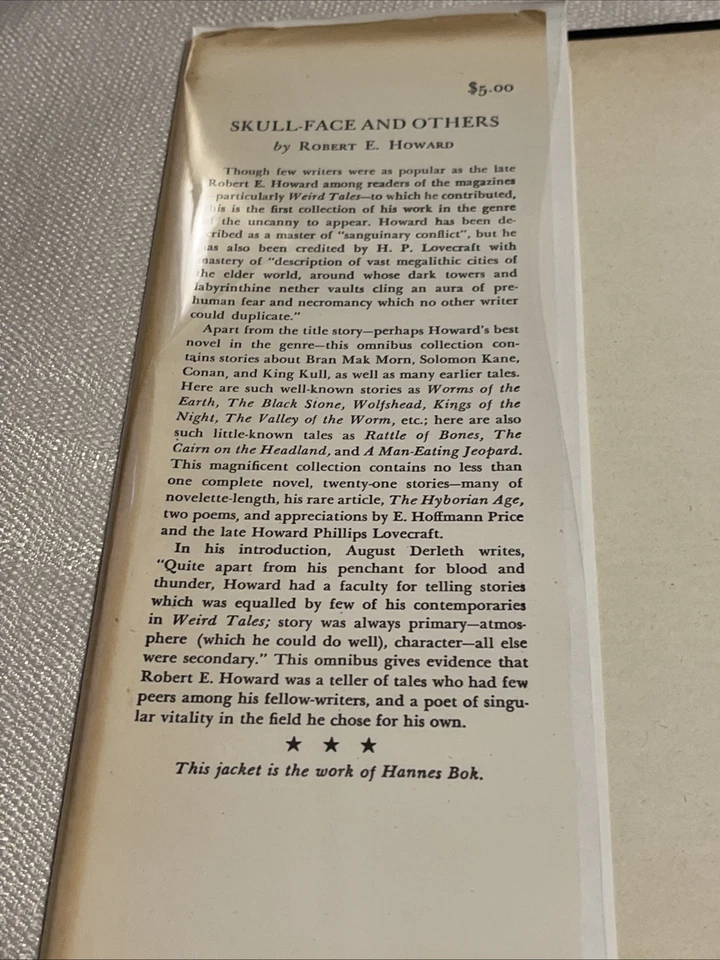 $5.00
SKULL-FACE AND OTHERS
by ROBERT E. HOWARD
Though few writers were as popular as the late
Robert E. Howard among readers of the magazines
particularly Weird Tales—to which he contributed,
his is the first collection of his work in the genre
the uncanny to appear. Howard has been de-
cribed as a master of "sanguinary conflict", but he
as also been credited by H. P. Lovecraft with
mastery of "description of vast megalithic cities of
the elder world, around whose dark towers and
labyrinthine nether vaults cling an aura of pre-
human fear and necromancy which no other writer
could duplicate."
Apart from the title story—perhaps Howard's best
novel in the genre—this omnibus collection con-
tains stories about Bran Mak Morn, Solomon Kane,
Conan, and King Kull, as well as many earlier tales.
Here are such well-known stories as Worms of the
Earth, The Black Stone, Wolfshead, Kings of the
Night, The Valley of the Worm, etc.; here are also
such little-known tales as Rattle of Bones, The
Cairn on the Headland, and A Man-Eating Jeopard.
This magnificent collection contains no less than
one complete novel, twenty-one stories—many of
novelette-length, his rare article, The Hyborian Age,
two poems, and appreciations by E. Hoffmann Price
and the late Howard Phillips Lovecraft.
In his introduction, August Derleth writes,
"Quite apart from his penchant for blood and
thunder, Howard had a faculty for telling stories
which was equalled by few of his contemporaries
in Weird Tales; story was always primary—atmos-
phere (which he could do well), character—all else
were secondary." This omnibus gives evidence that
Robert E. Howard was a teller of tales who had few
peers among his fellow-writers, and a poet of singu-
lar vitality in the field he chose for his own.
★ ★ ★
This jacket is the work of Hannes Bok.